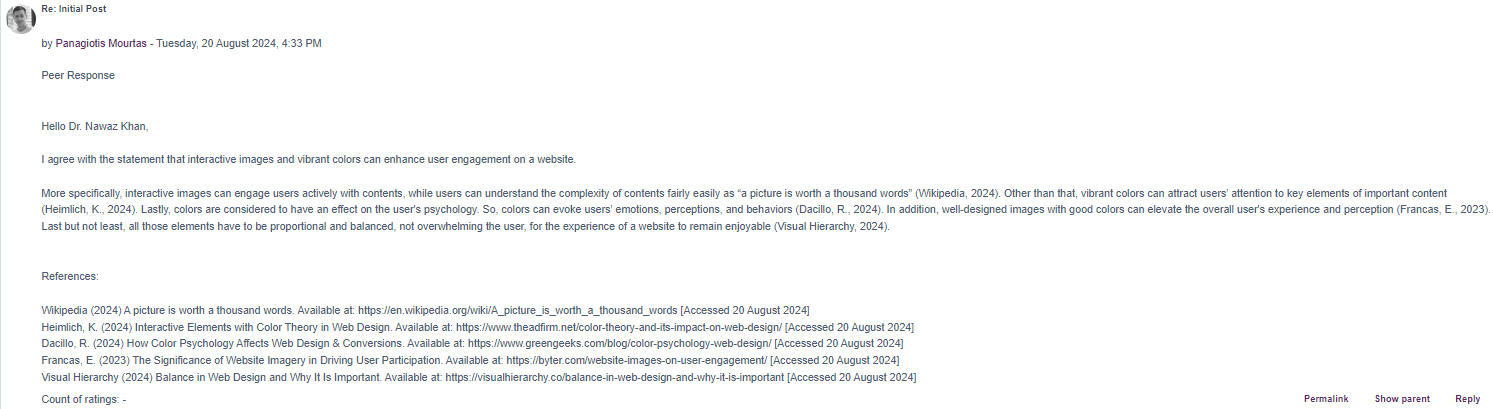 Re: Initial Post
by Panagiotis Mourtas - Tuesday, 20 August 2024, 4:33 PM
Peer Response
Hello Dr. Nawaz Khan,
I agree with the statement that interactive images and vibrant colors can enhance user engagement on a website.
More specifically, interactive images can engage users actively with contents, while users can understand the complexity of contents fairly easily as “a picture is worth a thousand words” (Wikipedia, 2024). Other than that, vibrant colors can attract users’ attention to key elements of important content
(Heimlich, K., 2024). Lastly, colors are considered to have an effect on the user's psychology. So, colors can evoke users’ emotions, perceptions, and behaviors (Dacillo, R., 2024). In addition, well-designed images with good colors can elevate the overall user's experience and perception (Francas, E., 2023).
Last but not least, all those elements have to be proportional and balanced, not overwhelming the user, for the experience of a website to remain enjoyable (Visual Hierarchy, 2024).
References:
Wikipedia (2024) A picture is worth a thousand words. Available at: https://en.wikipedia.org/wiki/A_picture_is_worth_a_thousand_words [Accessed 20 August 2024]
Heimlich, K. (2024) Interactive Elements with Color Theory in Web Design. Available at: https://www.theadfirm.net/color-theory-and-its-impact-on-web-design/ [Accessed 20 August 2024]
Dacillo, R. (2024) How Color Psychology Affects Web Design & Conversions. Available at: https://www.greengeeks.com/blog/color-psychology-web-design/ [Accessed 20 August 2024]
Francas, E. (2023) The Significance of Website Imagery in Driving User Participation. Available at: https://byter.com/website-images-on-user-engagement/ [Accessed 20 August 2024]
Visual Hierarchy (2024) Balance in Web Design and Why It Is Important. Available at: https://visualhierarchy.co/balance-in-web-design-and-why-it-is-important [Accessed 20 August 2024]
Count of ratings: -
Permalink Show parent Reply